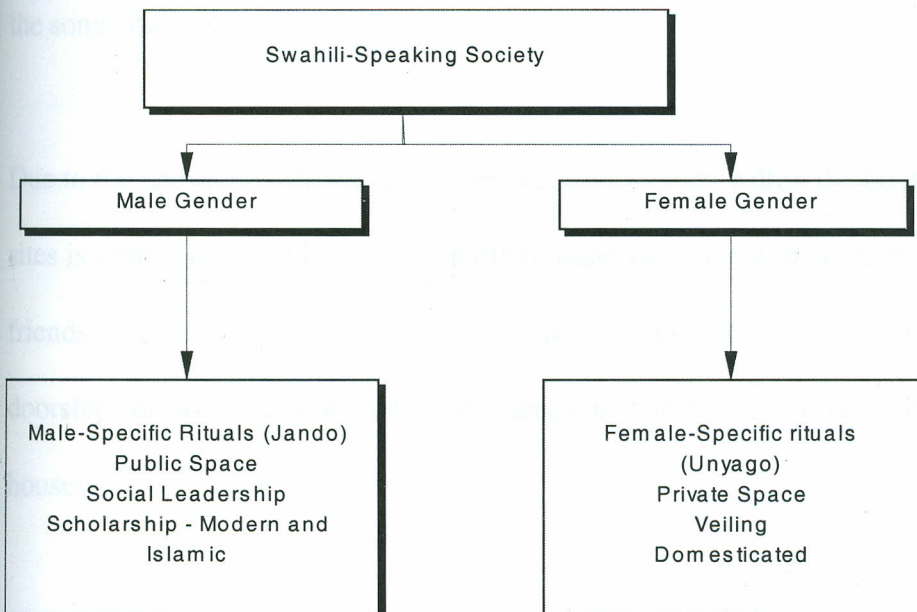 Swahili-Speaking Society
Male Gender
Female Gender
Male-Specific Rituals (Jando)
Public Space
Social Leadership
Scholarship - Modern and
Islamic
Female-Specific rituals
(Unyago)
Private Space
Veiling
Domesticated